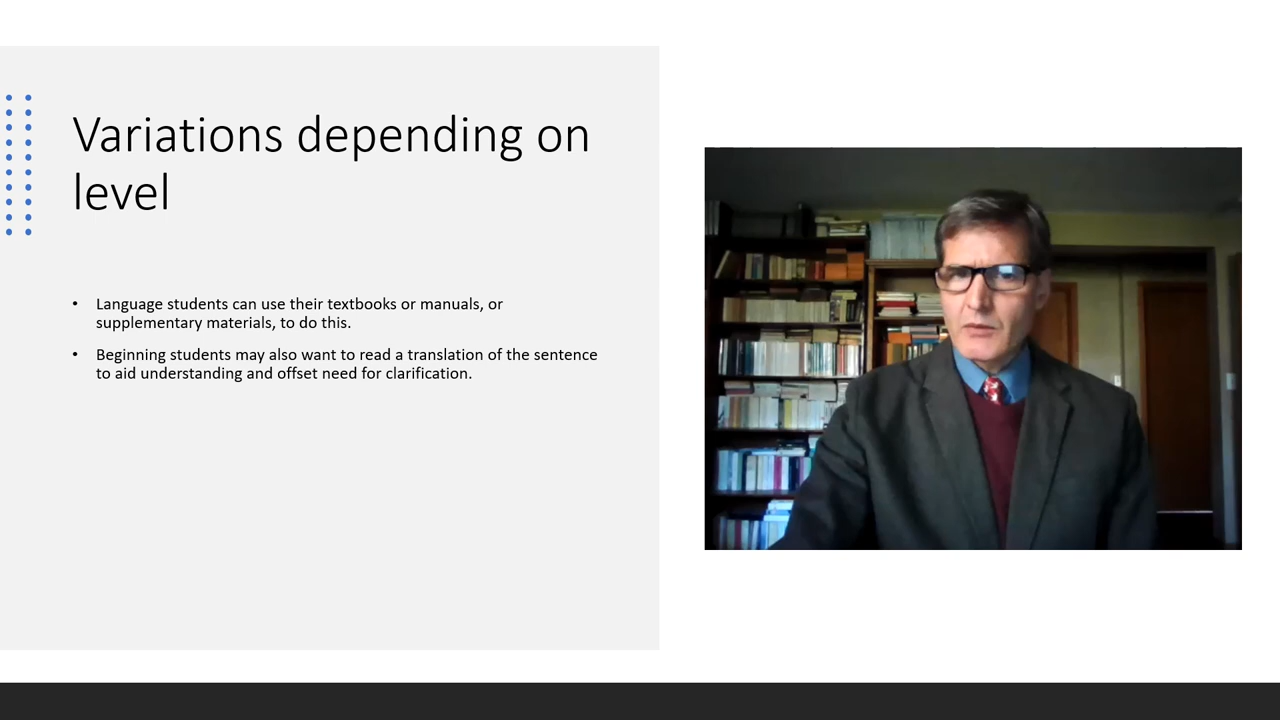 Variations depending on
level
• Language students can use their textbooks or manuals, or
supplementary materials, to do this.
• Beginning students may also want to read a translation of the sentence
to aid understanding and offset need for clarification.